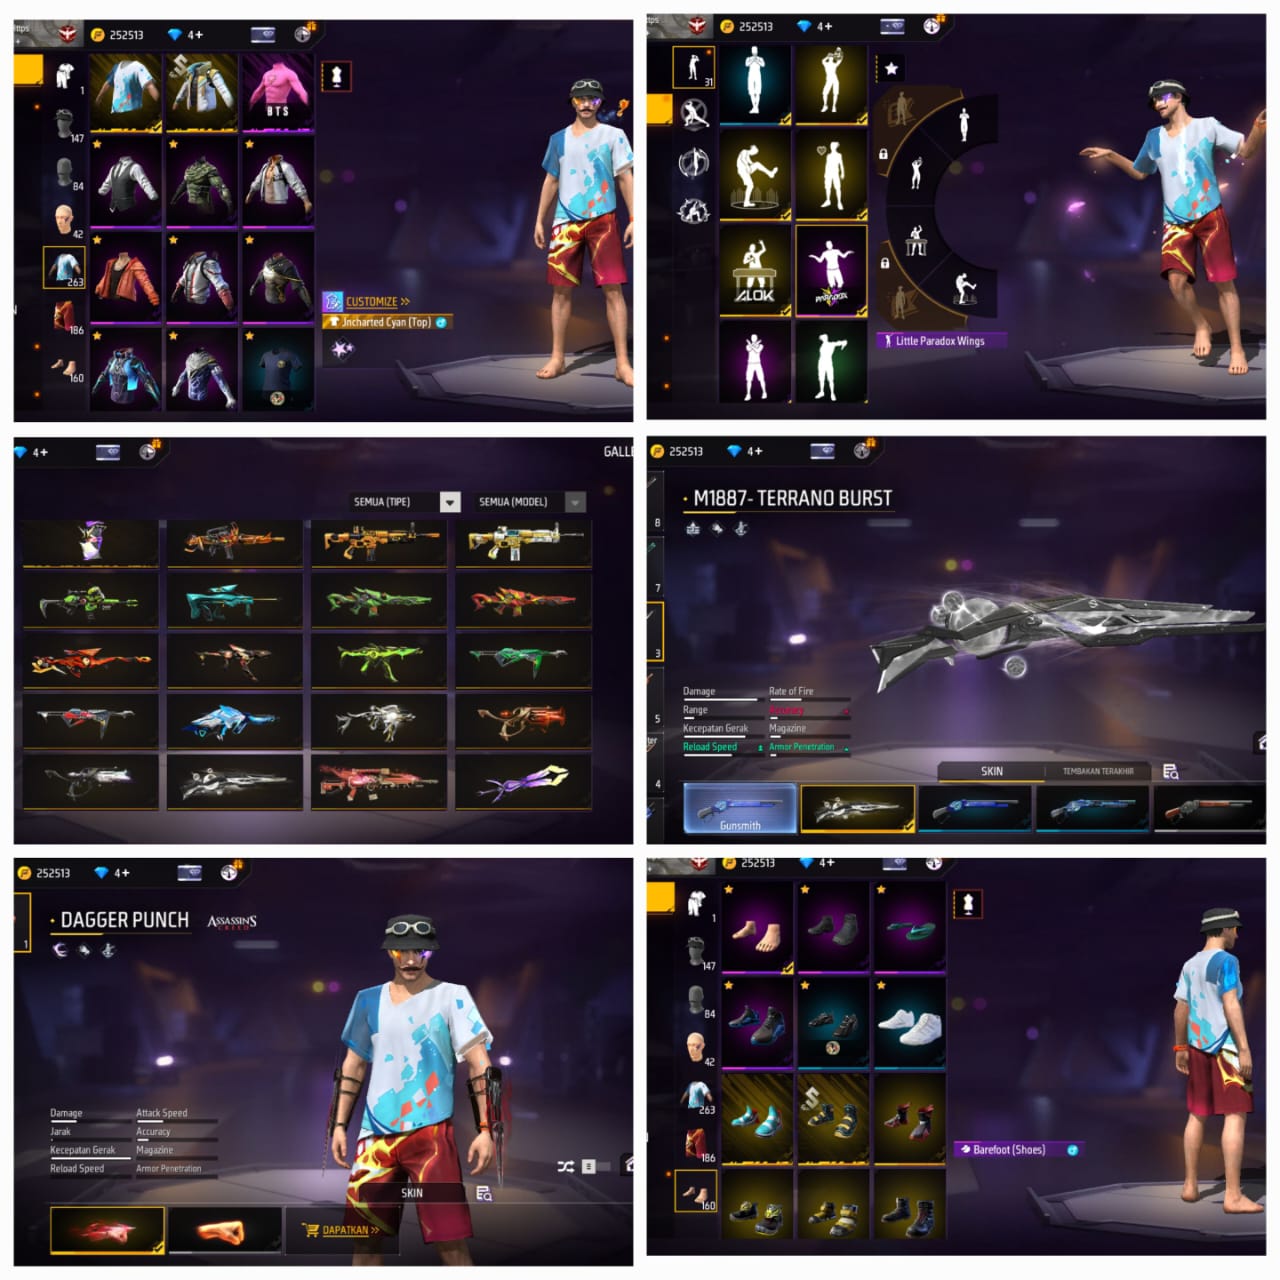 252513
4+
1
147
84
42
263
186
160
BTS
CUSTOMIZE >>
Jncharted Cyan (Top)
252513
4+
31
ALOK
PARADOX
Little Paradox Wings
4+
GALLE
SEMUA (TIPE)
SEMUA (MODEL)
252513
4+
M1887- TERRANO BURST
8
7
3
5
4
Damage
Rate of Fire
Range
Accuracy
Kecepatan Gerak
Magazine
Reload Speed
Armor Penetration
SKIN
TEMBAKAN TERAKHIR
Gunsmith
252513
4+
1
DAGGER PUNCH
ASSASSIN'S
CREED
Damage
Attack Speed
Jarak
Accuracy
Kecepatan Gerak
Magazine
Reload Speed
Armor Penetration
SKIN
DAPATKAN >>
252513
4+
1
147
84
42
263
186
160
Barefoot (Shoes)